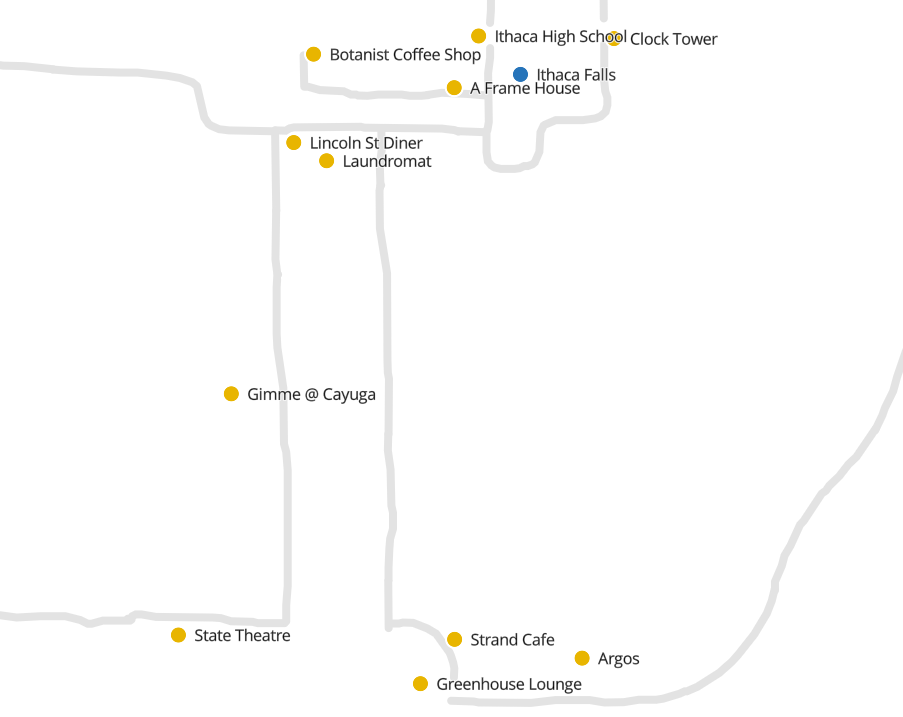 Ithaca High School
Clock Tower
Botanist Coffee Shop
Ithaca Falls
A Frame House
Lincoln St Diner
Laundromat
Gimme @ Cayuga
State Theatre
Strand Cafe
Argos
Greenhouse Lounge